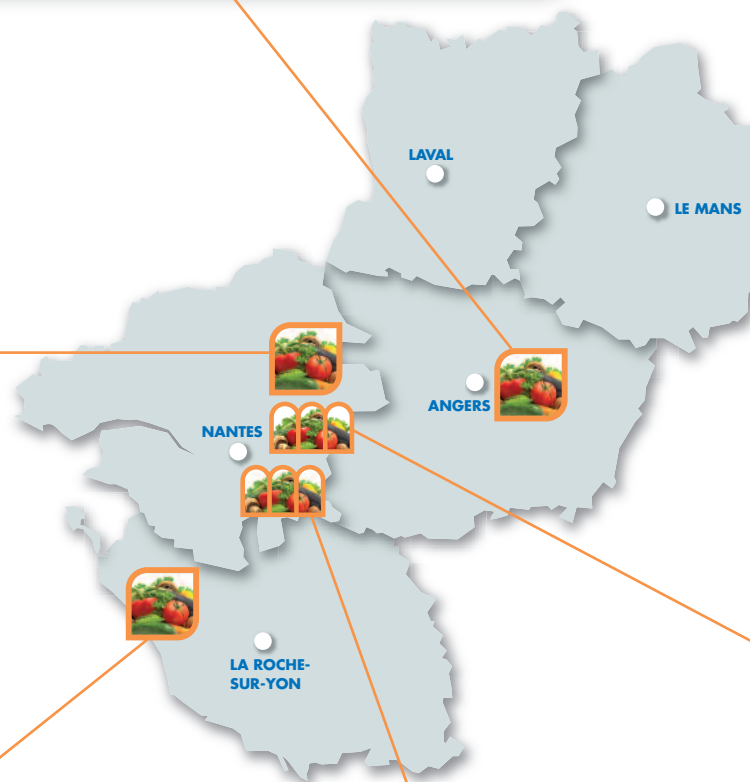 LAVAL
LE MANS
ANGERS
NANTES
LA ROCHE-
SUR-YON